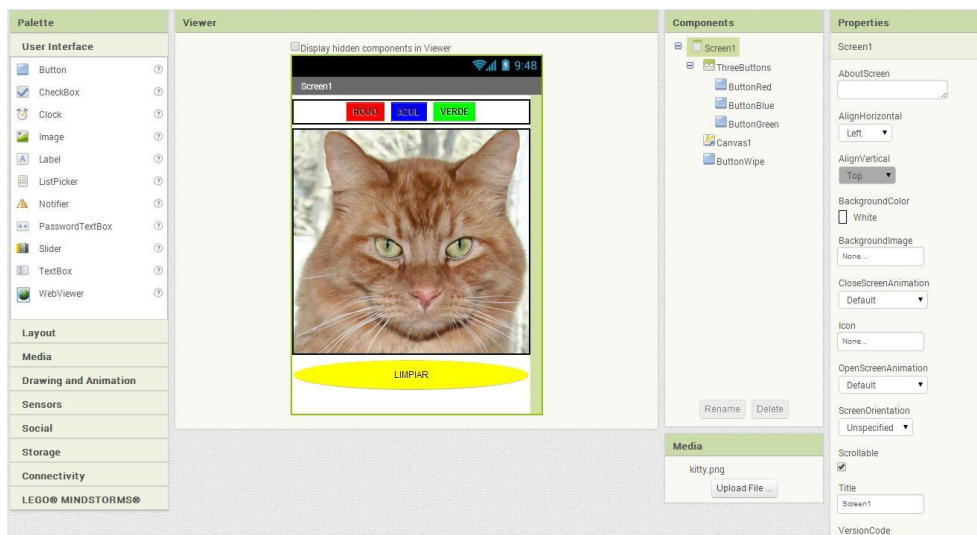 Palette
User Interface
Button
CheckBox
Clock
Image
Label
ListPicker
Notifier
PasswordTextBox
Slider
TextBox
WebViewer
Layout
Media
Drawing and Animation
Sensors
Social
Storage
Connectivity
LEGO® MINDSTORMS®
Viewer
Display hidden components in Viewer
9:48
Screen1
ROJO AZUL VERDE
LIMPIAR
Components
Screen1
ThreeButtons
ButtonRed
ButtonBlue
ButtonGreen
Canvas1
ButtonWipe
Rename Delete
Media
kitty.png
Upload File ...
Properties
Screen1
AboutScreen
AlignHorizontal
Left
AlignVertical
Top
BackgroundColor
White
BackgroundImage
None...
CloseScreenAnimation
Default
Icon
None...
OpenScreenAnimation
Default
ScreenOrientation
Unspecified
Scrollable
Title
Screen1
VersionCode